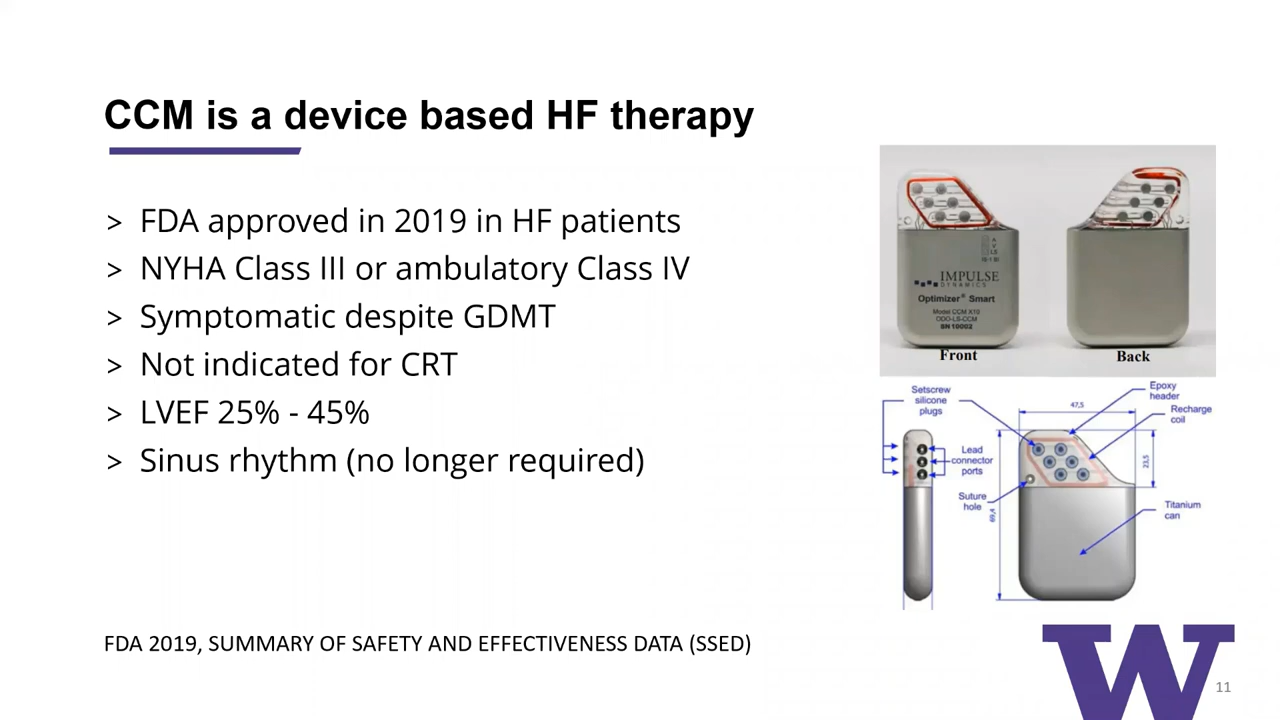 CCM is a device based HF therapy
> FDA approved in 2019 in HF patients
> NYHA Class III or ambulatory Class IV
> Symptomatic despite GDMT
> Not indicated for CRT
> LVEF 25% - 45%
> Sinus rhythm (no longer required)
FDA 2019, SUMMARY OF SAFETY AND EFFECTIVENESS DATA (SSED)
IMPULSE
DYNAMICS
Optimizer® Smart
Model CCM X10
ODO-LS-CCM
SN 10002
Front
Back
Setscrew
silicone
plugs
Lead
connector
ports
Suture
hole
47,5
Epoxy
header
Recharge
coil
23,5
69,4
Titanium
can
W
11